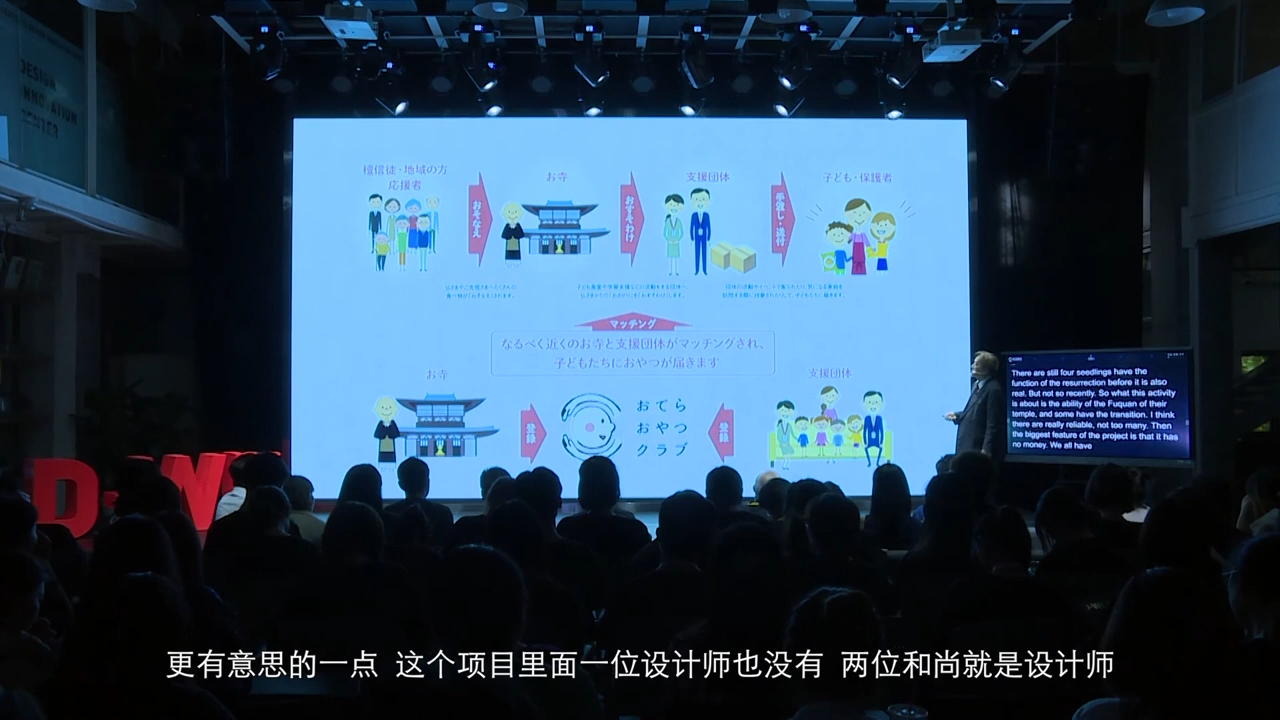 DESIGN
INNOVATION
CENTER
檀信徒・地域の方
応援者
お寺
支援団体
子ども・保護者
おそなえ
おすそわけ
手渡し・送付
マッチング
なるべく近くのお寺と支援団体がマッチングされ、
子どもたちにおやつが届きます
お寺
支援団体
登録
おてら
おやつ
クラブ
登録
There are still four seedlings have the
function of the resurrection before it is also
real. But not so recently. So what this activity
is about is the ability of the Fuquan of their
temple, and some have the transition. I think
there are really reliable, not too many. Then
the biggest feature of the project is that it has
no money. We all have
更有意思的一点 这个项目里面一位设计师也没有 两位和尚就是设计师